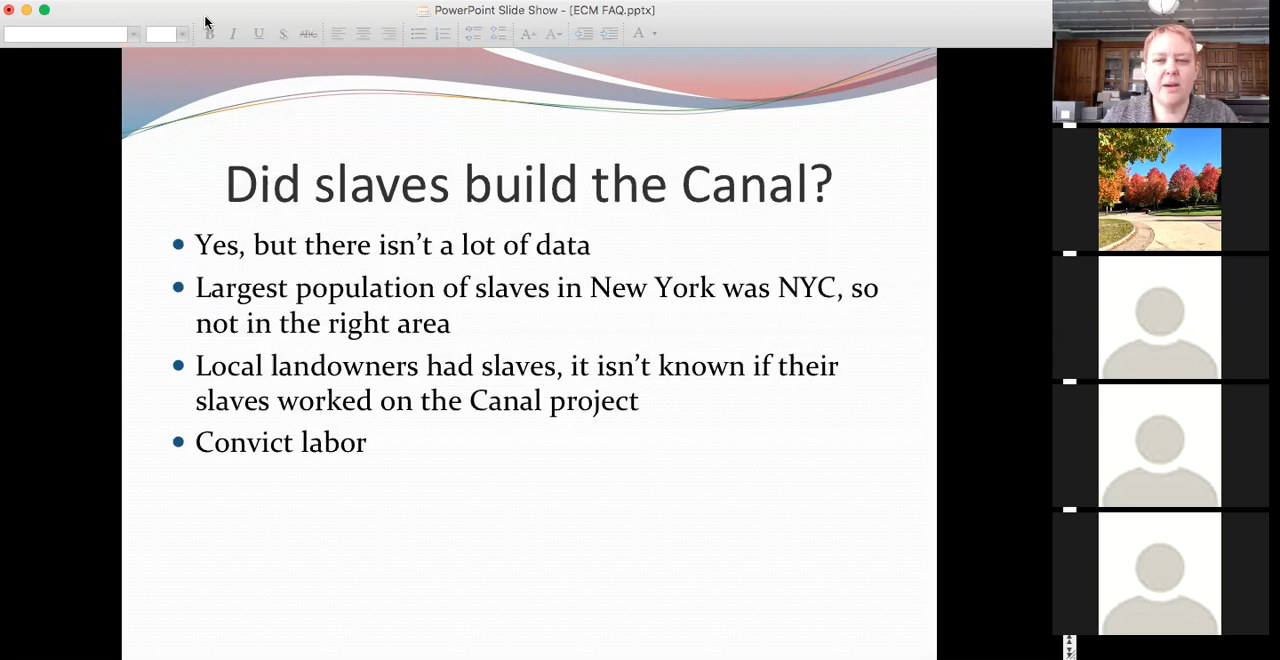 PowerPoint Slide Show - [ECM FAQ.pptx]
B I U S ABC A A A
Did slaves build the Canal?
• Yes, but there isn’t a lot of data
• Largest population of slaves in New York was NYC, so
not in the right area
• Local landowners had slaves, it isn’t known if their
slaves worked on the Canal project
• Convict labor